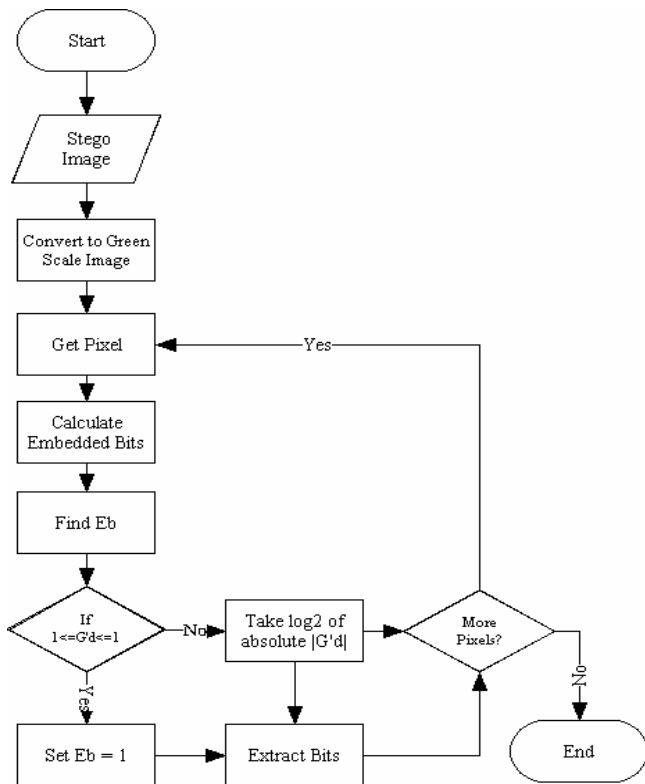 Start
Stego
Image
Convert to Green
Scale Image
Get Pixel
Yes
Calculate
Embedded Bits
Find Eb
If
1<=G'd<=1
No
Take log2 of
absolute |G'd|
More
Pixels?
Yes
No
Set Eb = 1
Extract Bits
End